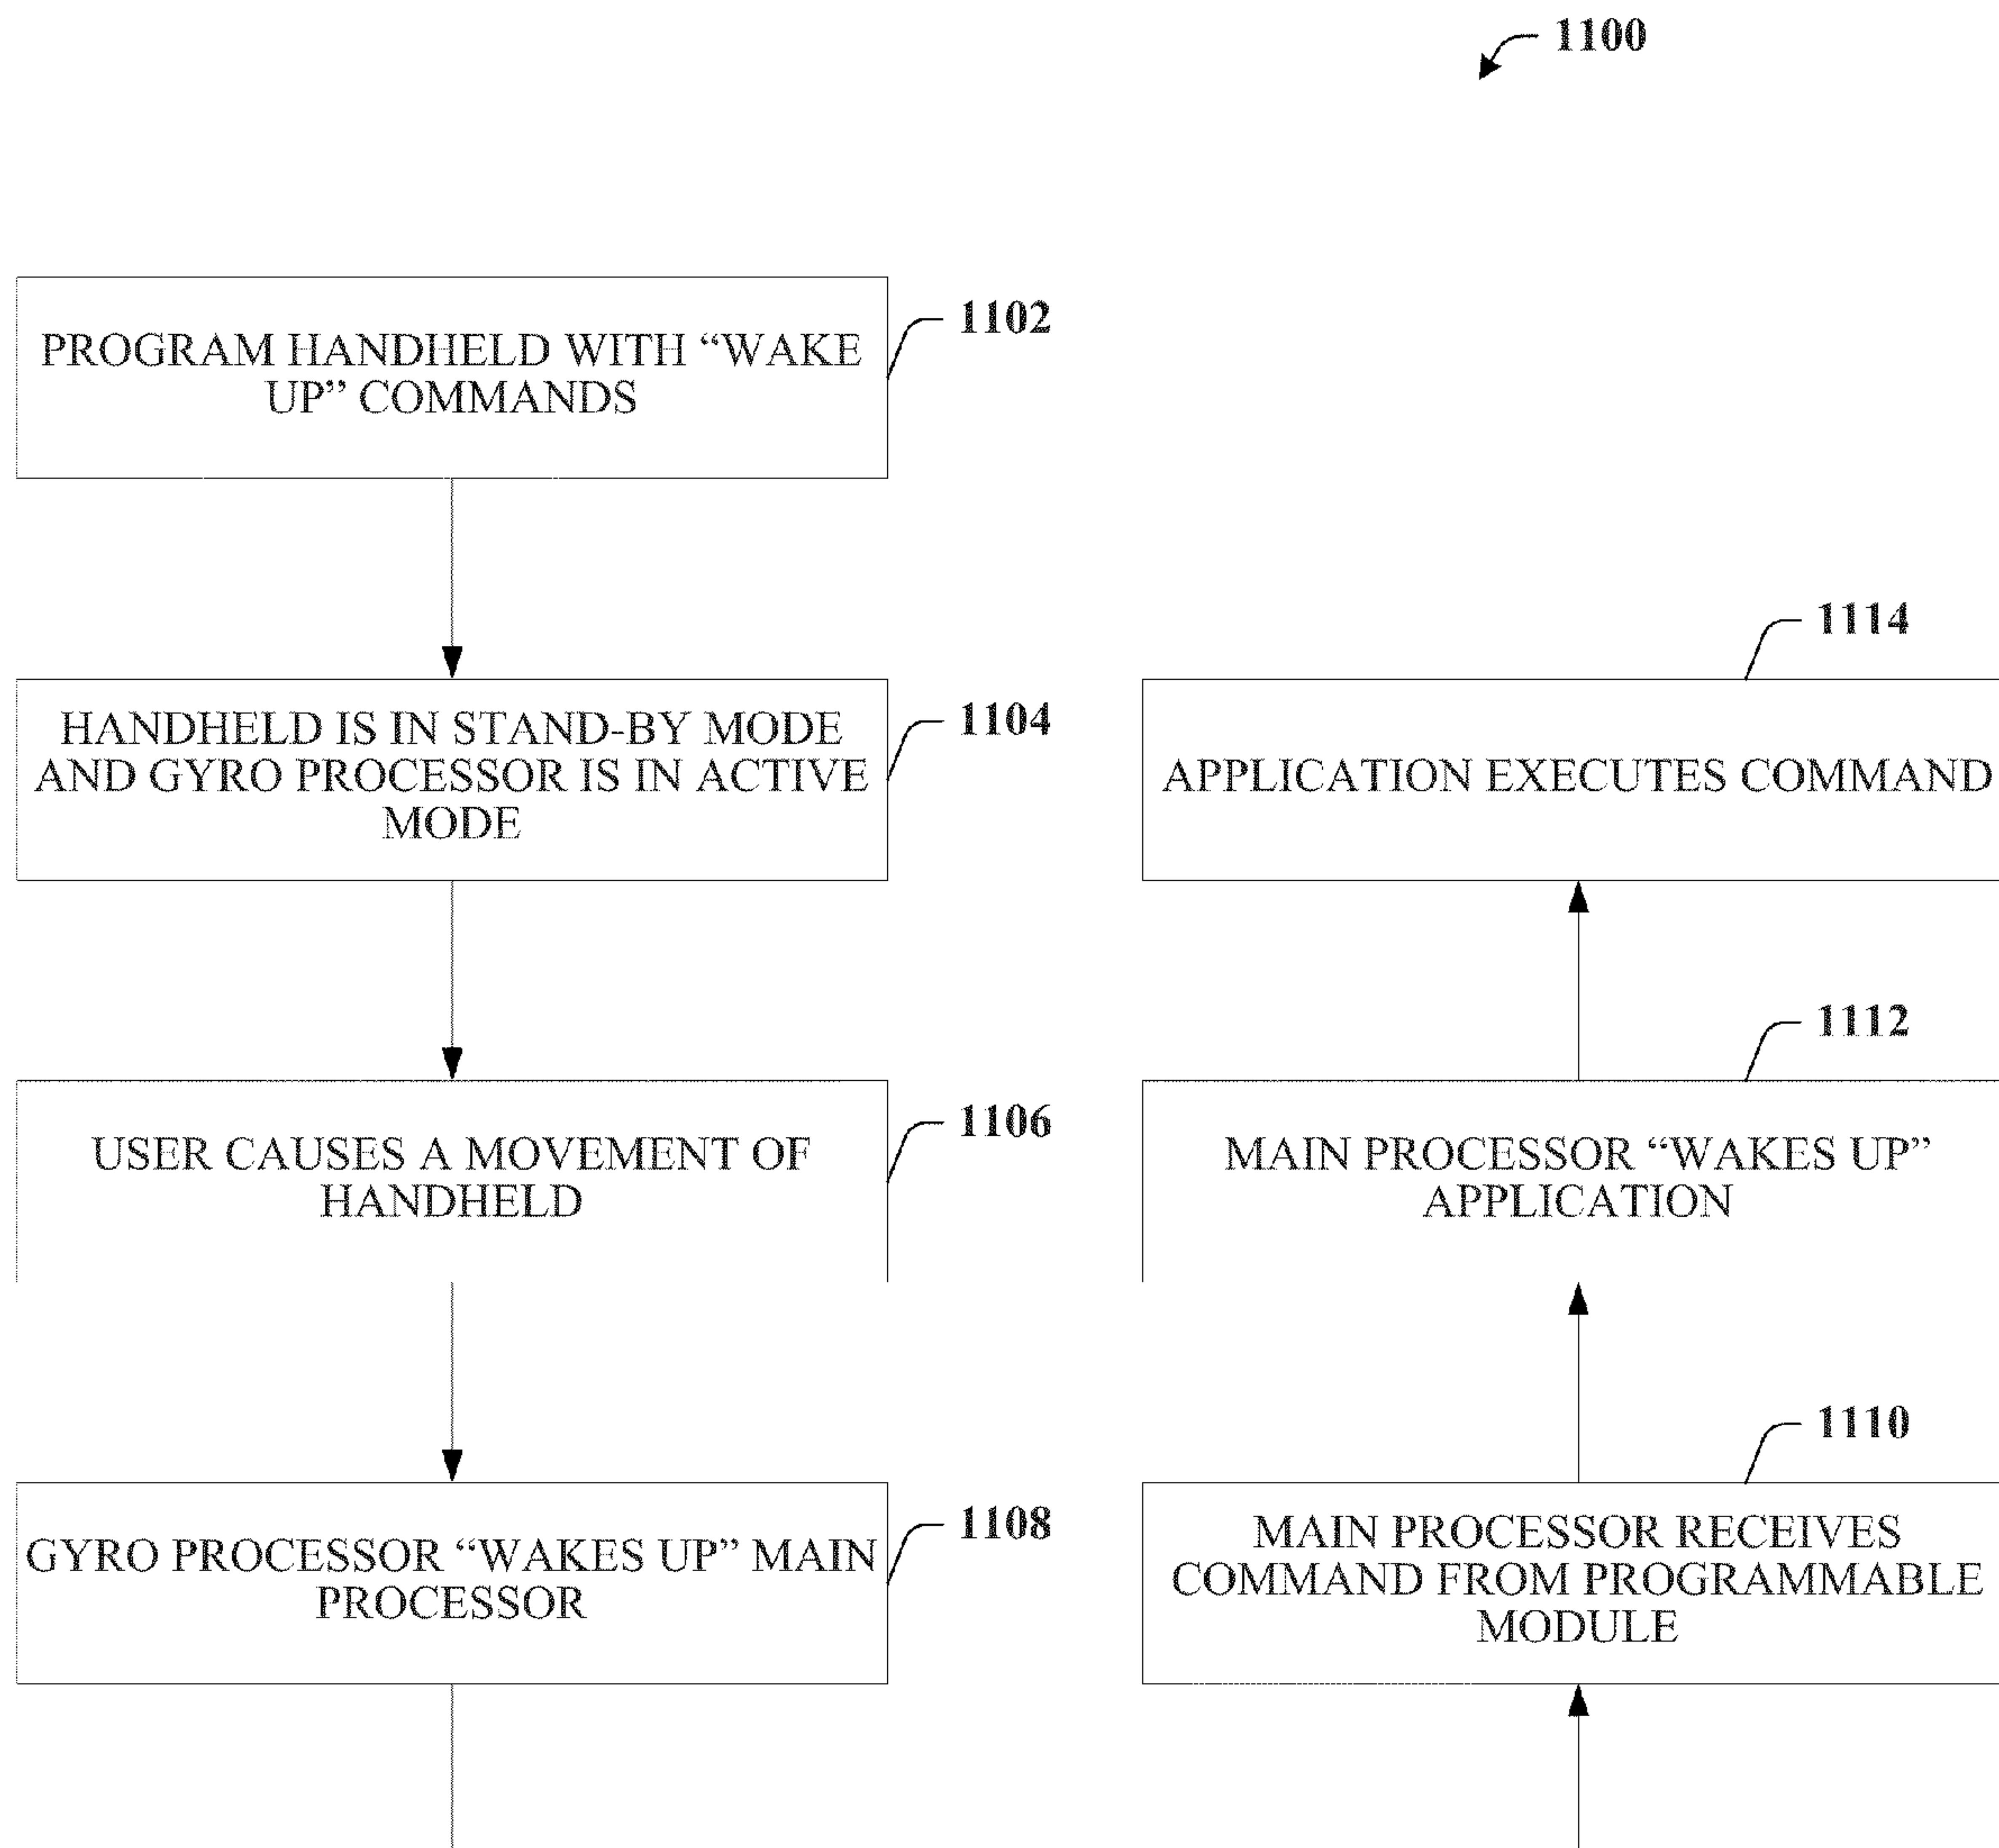 1100
PROGRAM HANDHELD WITH “WAKE
UP” COMMANDS
1102
HANDHELD IS IN STAND-BY MODE
AND GYRO PROCESSOR IS IN ACTIVE
MODE
1104
USER CAUSES A MOVEMENT OF
HANDHELD
1106
GYRO PROCESSOR “WAKES UP” MAIN
PROCESSOR
1108
MAIN PROCESSOR RECEIVES
COMMAND FROM PROGRAMMABLE
MODULE
1110
MAIN PROCESSOR “WAKES UP”
APPLICATION
1112
APPLICATION EXECUTES COMMAND
1114